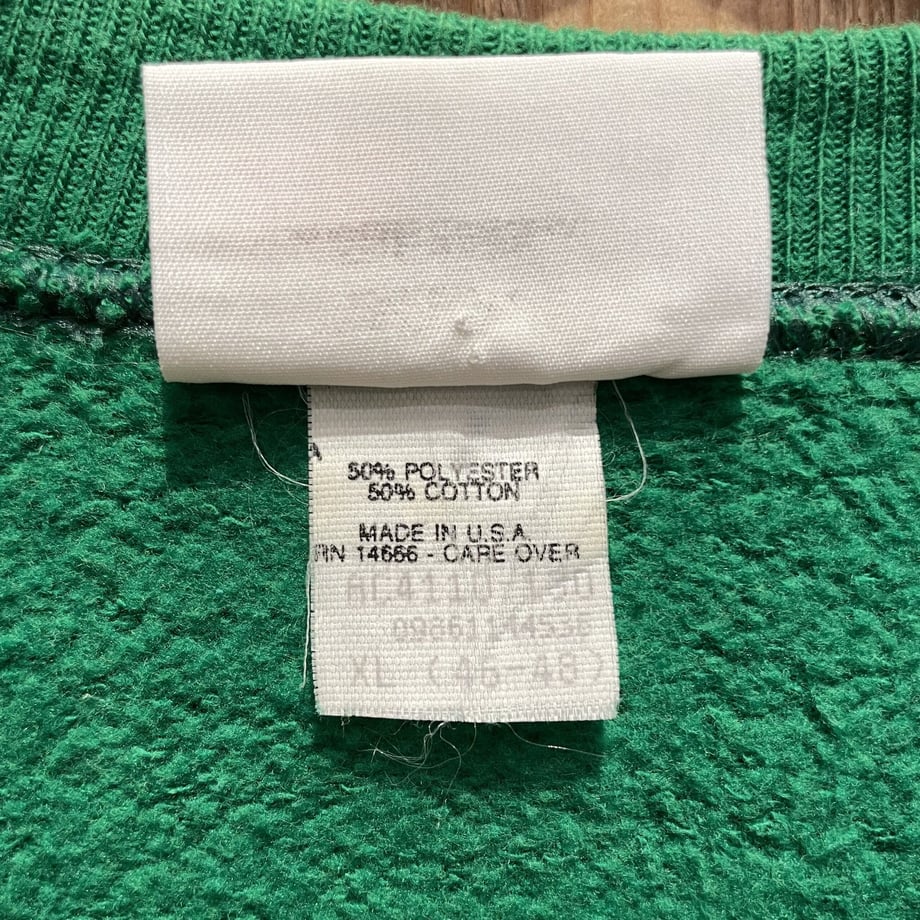 A
50% POLYESTER
50% COTTON
MADE IN U.S.A.
RN 14666 - CARE OVER
XL (46-48)